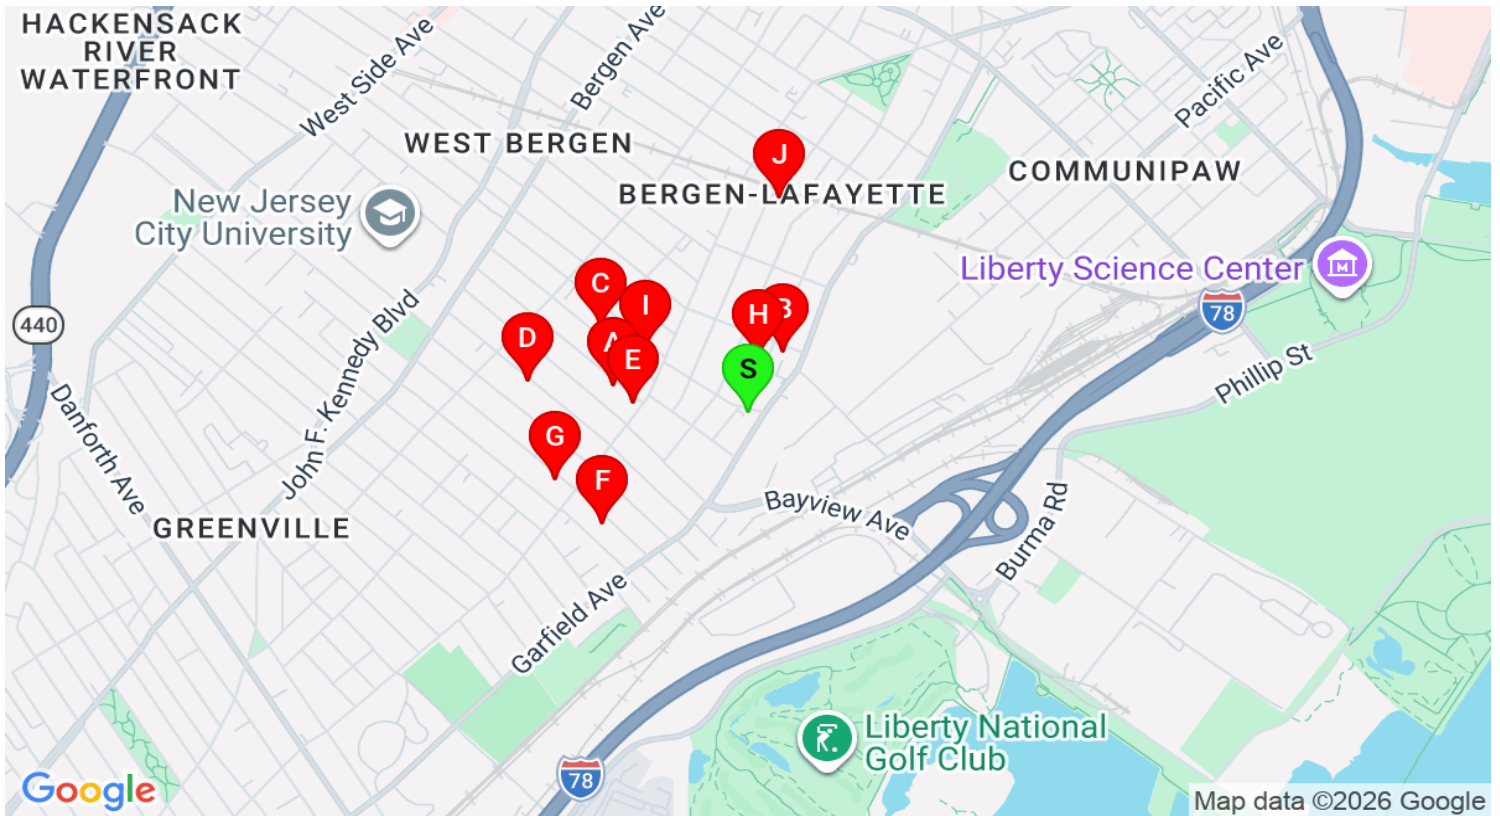 HACKENSACK
RIVER
WATERFRONT
West Side Ave
Bergen Ave
Pacific Ave
WEST BERGEN
J
COMMUNIPAW
BERGEN-LAFAYETTE
New Jersey
City University
Liberty Science Center
C
I
B
H
78
440
D
A
E
S
John F. Kennedy Blvd
Phillip St
Danforth Ave
G
F
Bayview Ave
Burma Rd
GREENVILLE
Garfield Ave
Liberty National
Golf Club
78
Google
Map data ©2026 Google